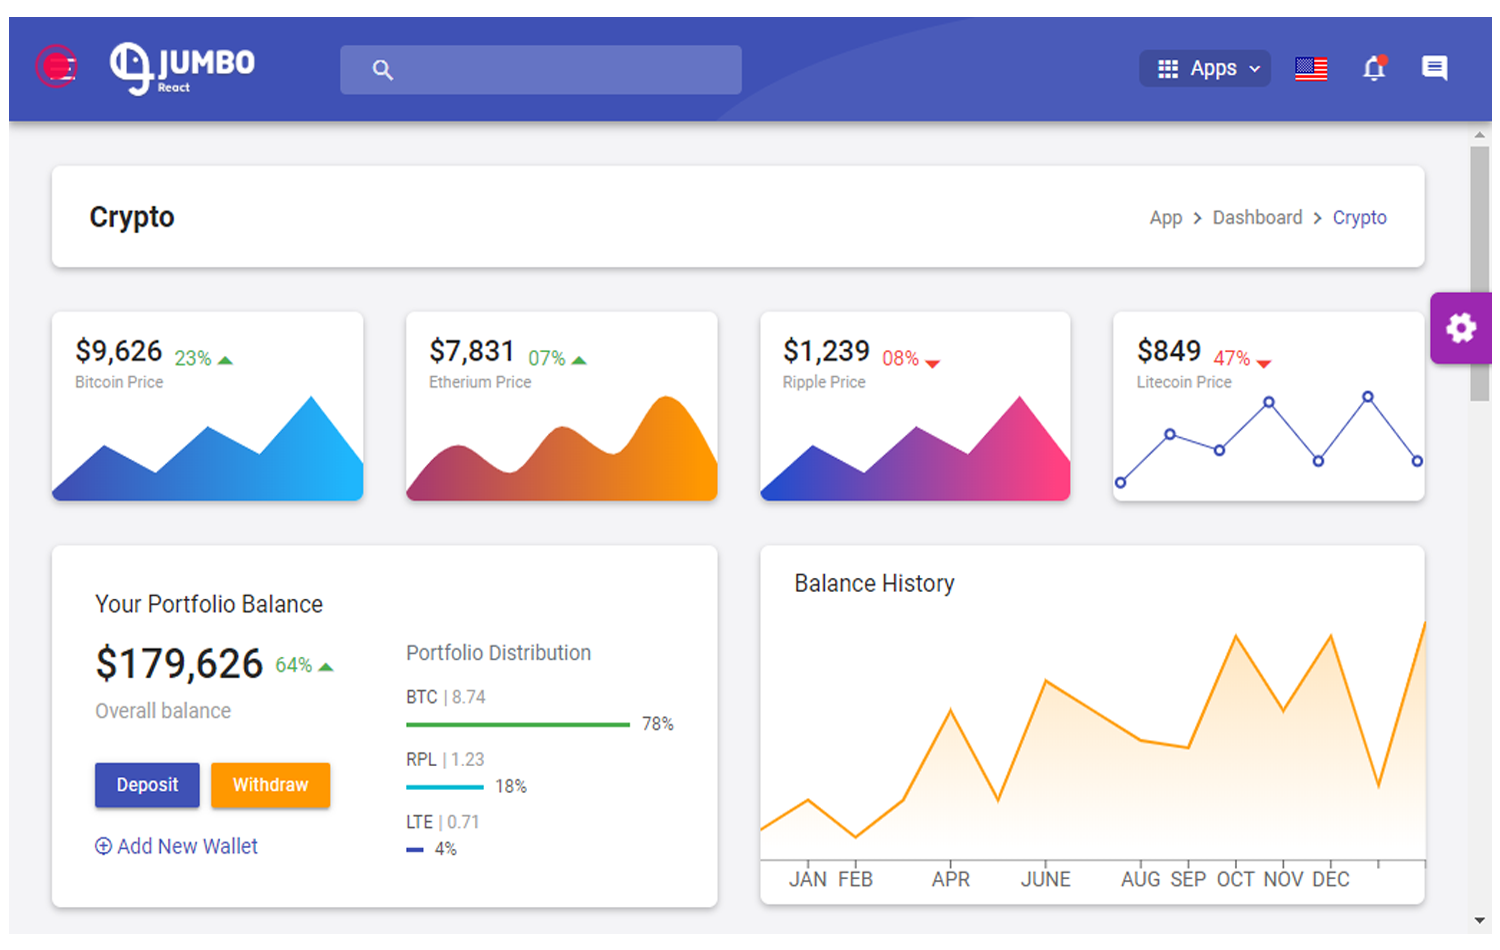 JUMBO
React
Apps
Crypto
App > Dashboard > Crypto
$9,626 23%
Bitcoin Price
$7,831 07%
Etherium Price
$1,239 08%
Ripple Price
$849 47%
Litecoin Price
Your Portfolio Balance
$179,626 64%
Overall balance
Deposit
Withdraw
Add New Wallet
Portfolio Distribution
BTC | 8.74
78%
RPL | 1.23
18%
LTE | 0.71
4%
Balance History
JAN FEB APR JUNE AUG SEP OCT NOV DEC